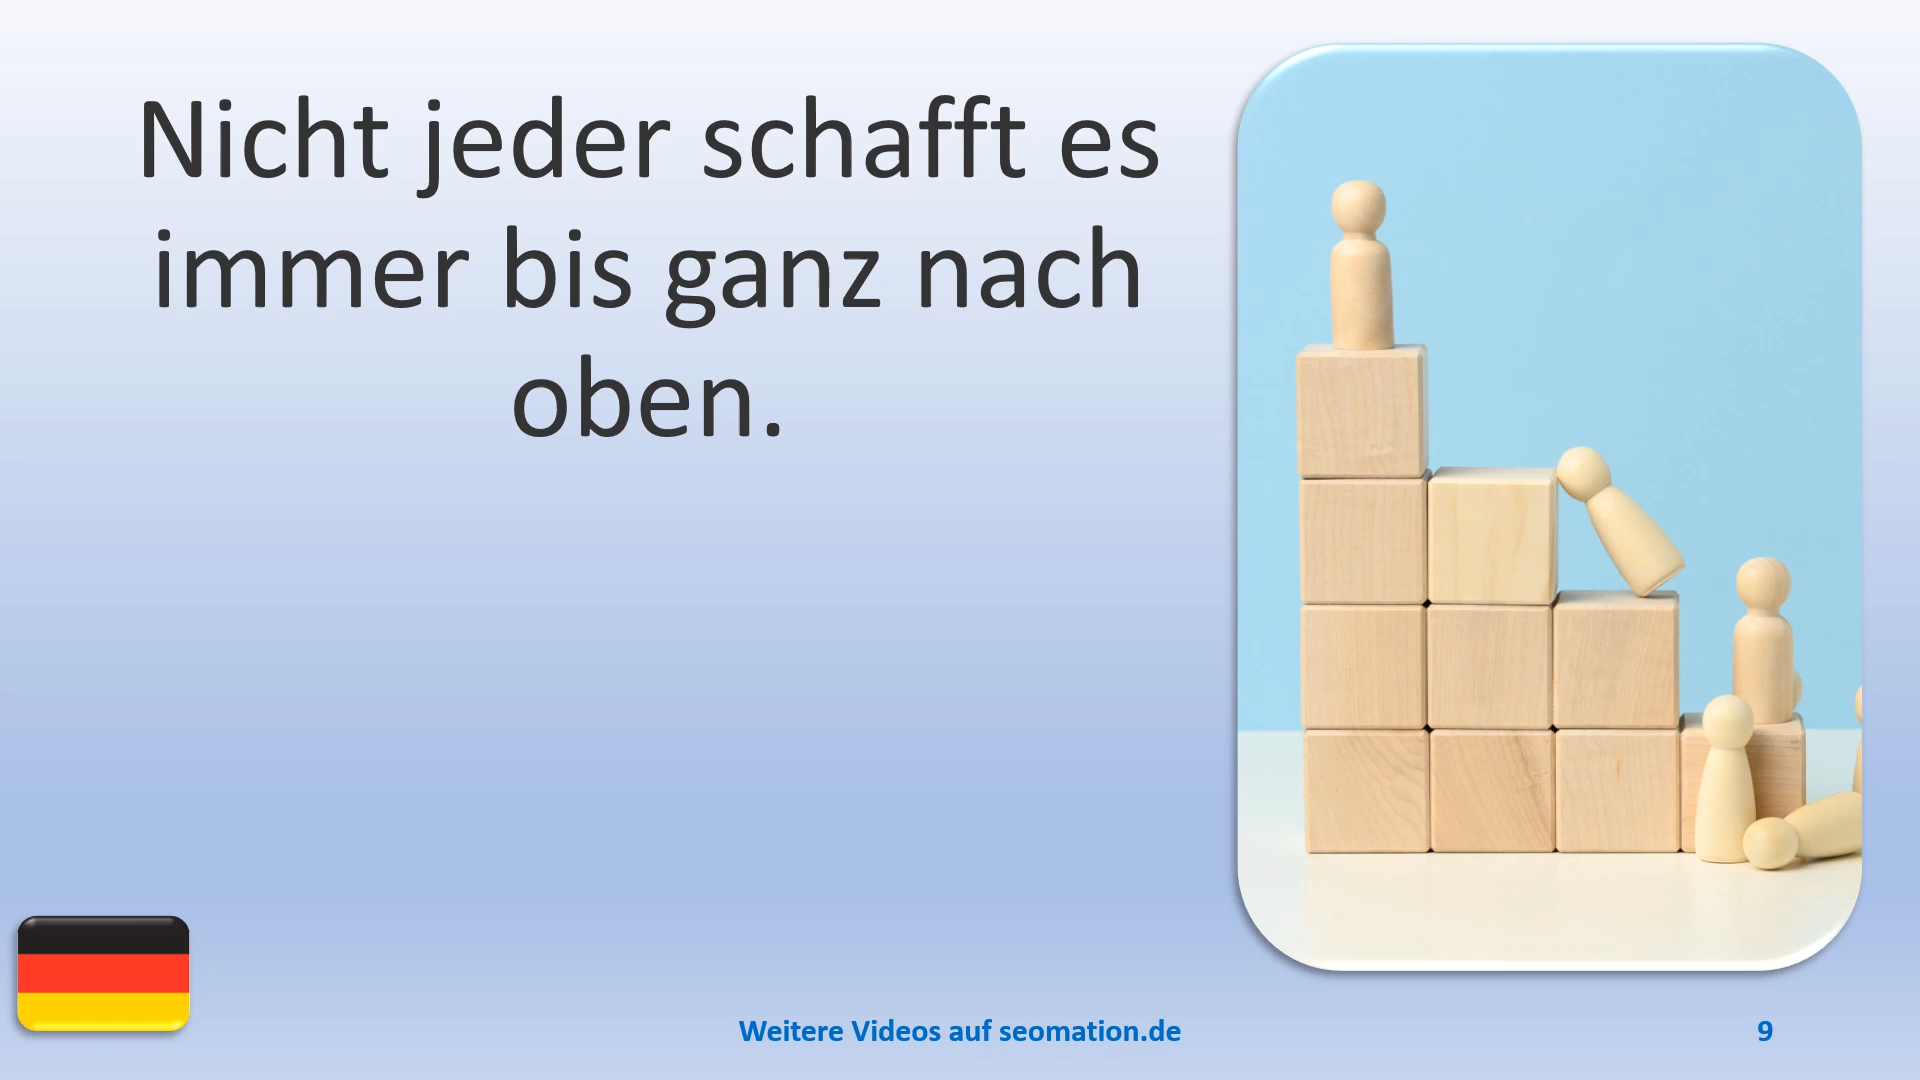 Nicht jeder schafft es
immer bis ganz nach
oben.
Weitere Videos auf seomation.de
9